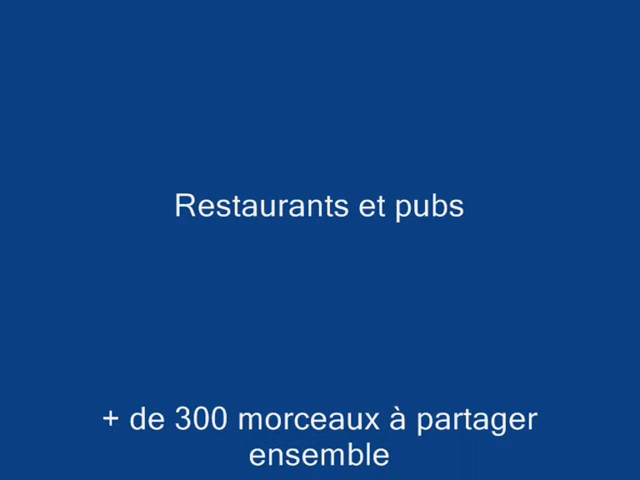 Restaurants et pubs
+ de 300 morceaux à partager
ensemble